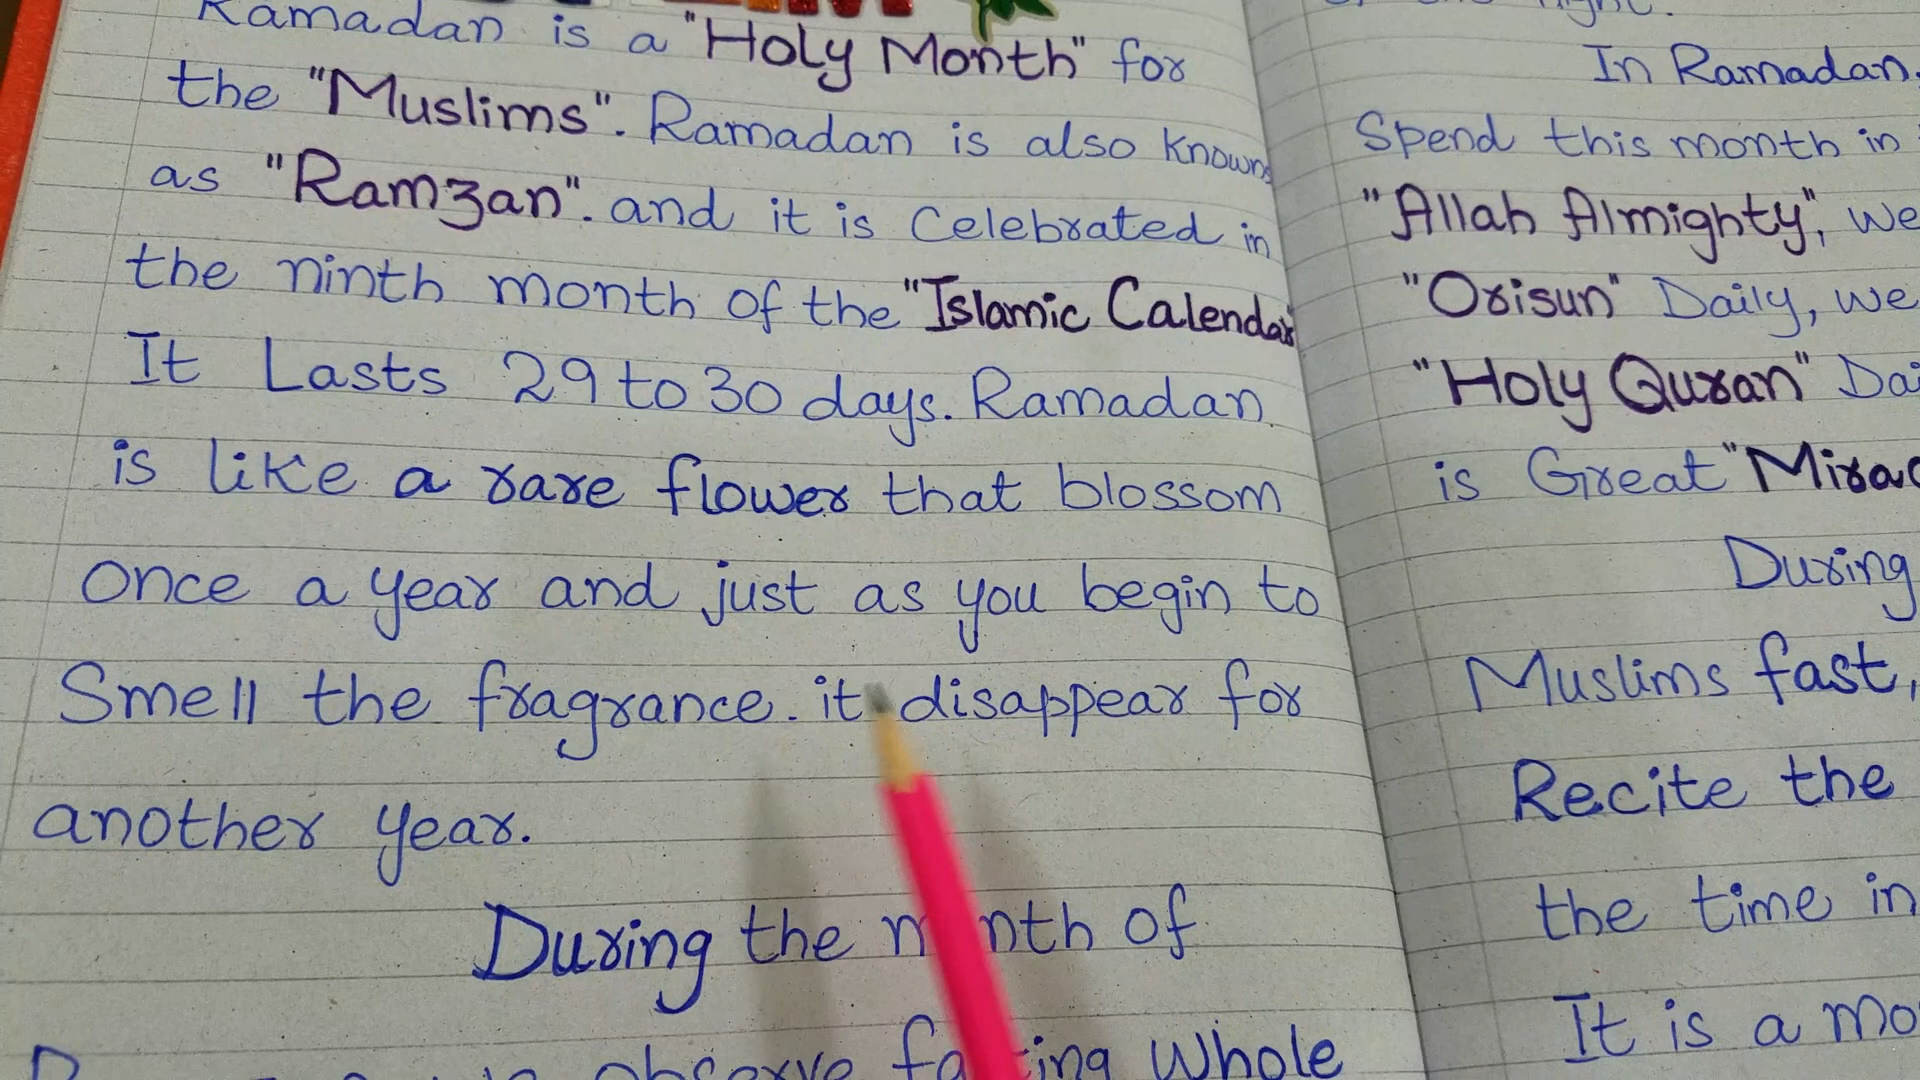 Ramadan is a "Holy Month" for
the "Muslims". Ramadan is also known
as "Ramzan". and it is Celebrated in
the ninth month of the "Islamic Calendar
It Lasts 29 to 30 days. Ramadan
is like a rare flower that blossom
Once a year and just as you begin to
Smell the fragrance. it disappear for
another year.
During the month of
observe fasting Whole
In Ramadan.
Spend this month in
"Allah Almighty", we
"Orisun" Daily, we
"Holy Quran"
is Great
During
Muslims fast,
Recite the
the time in
It is a